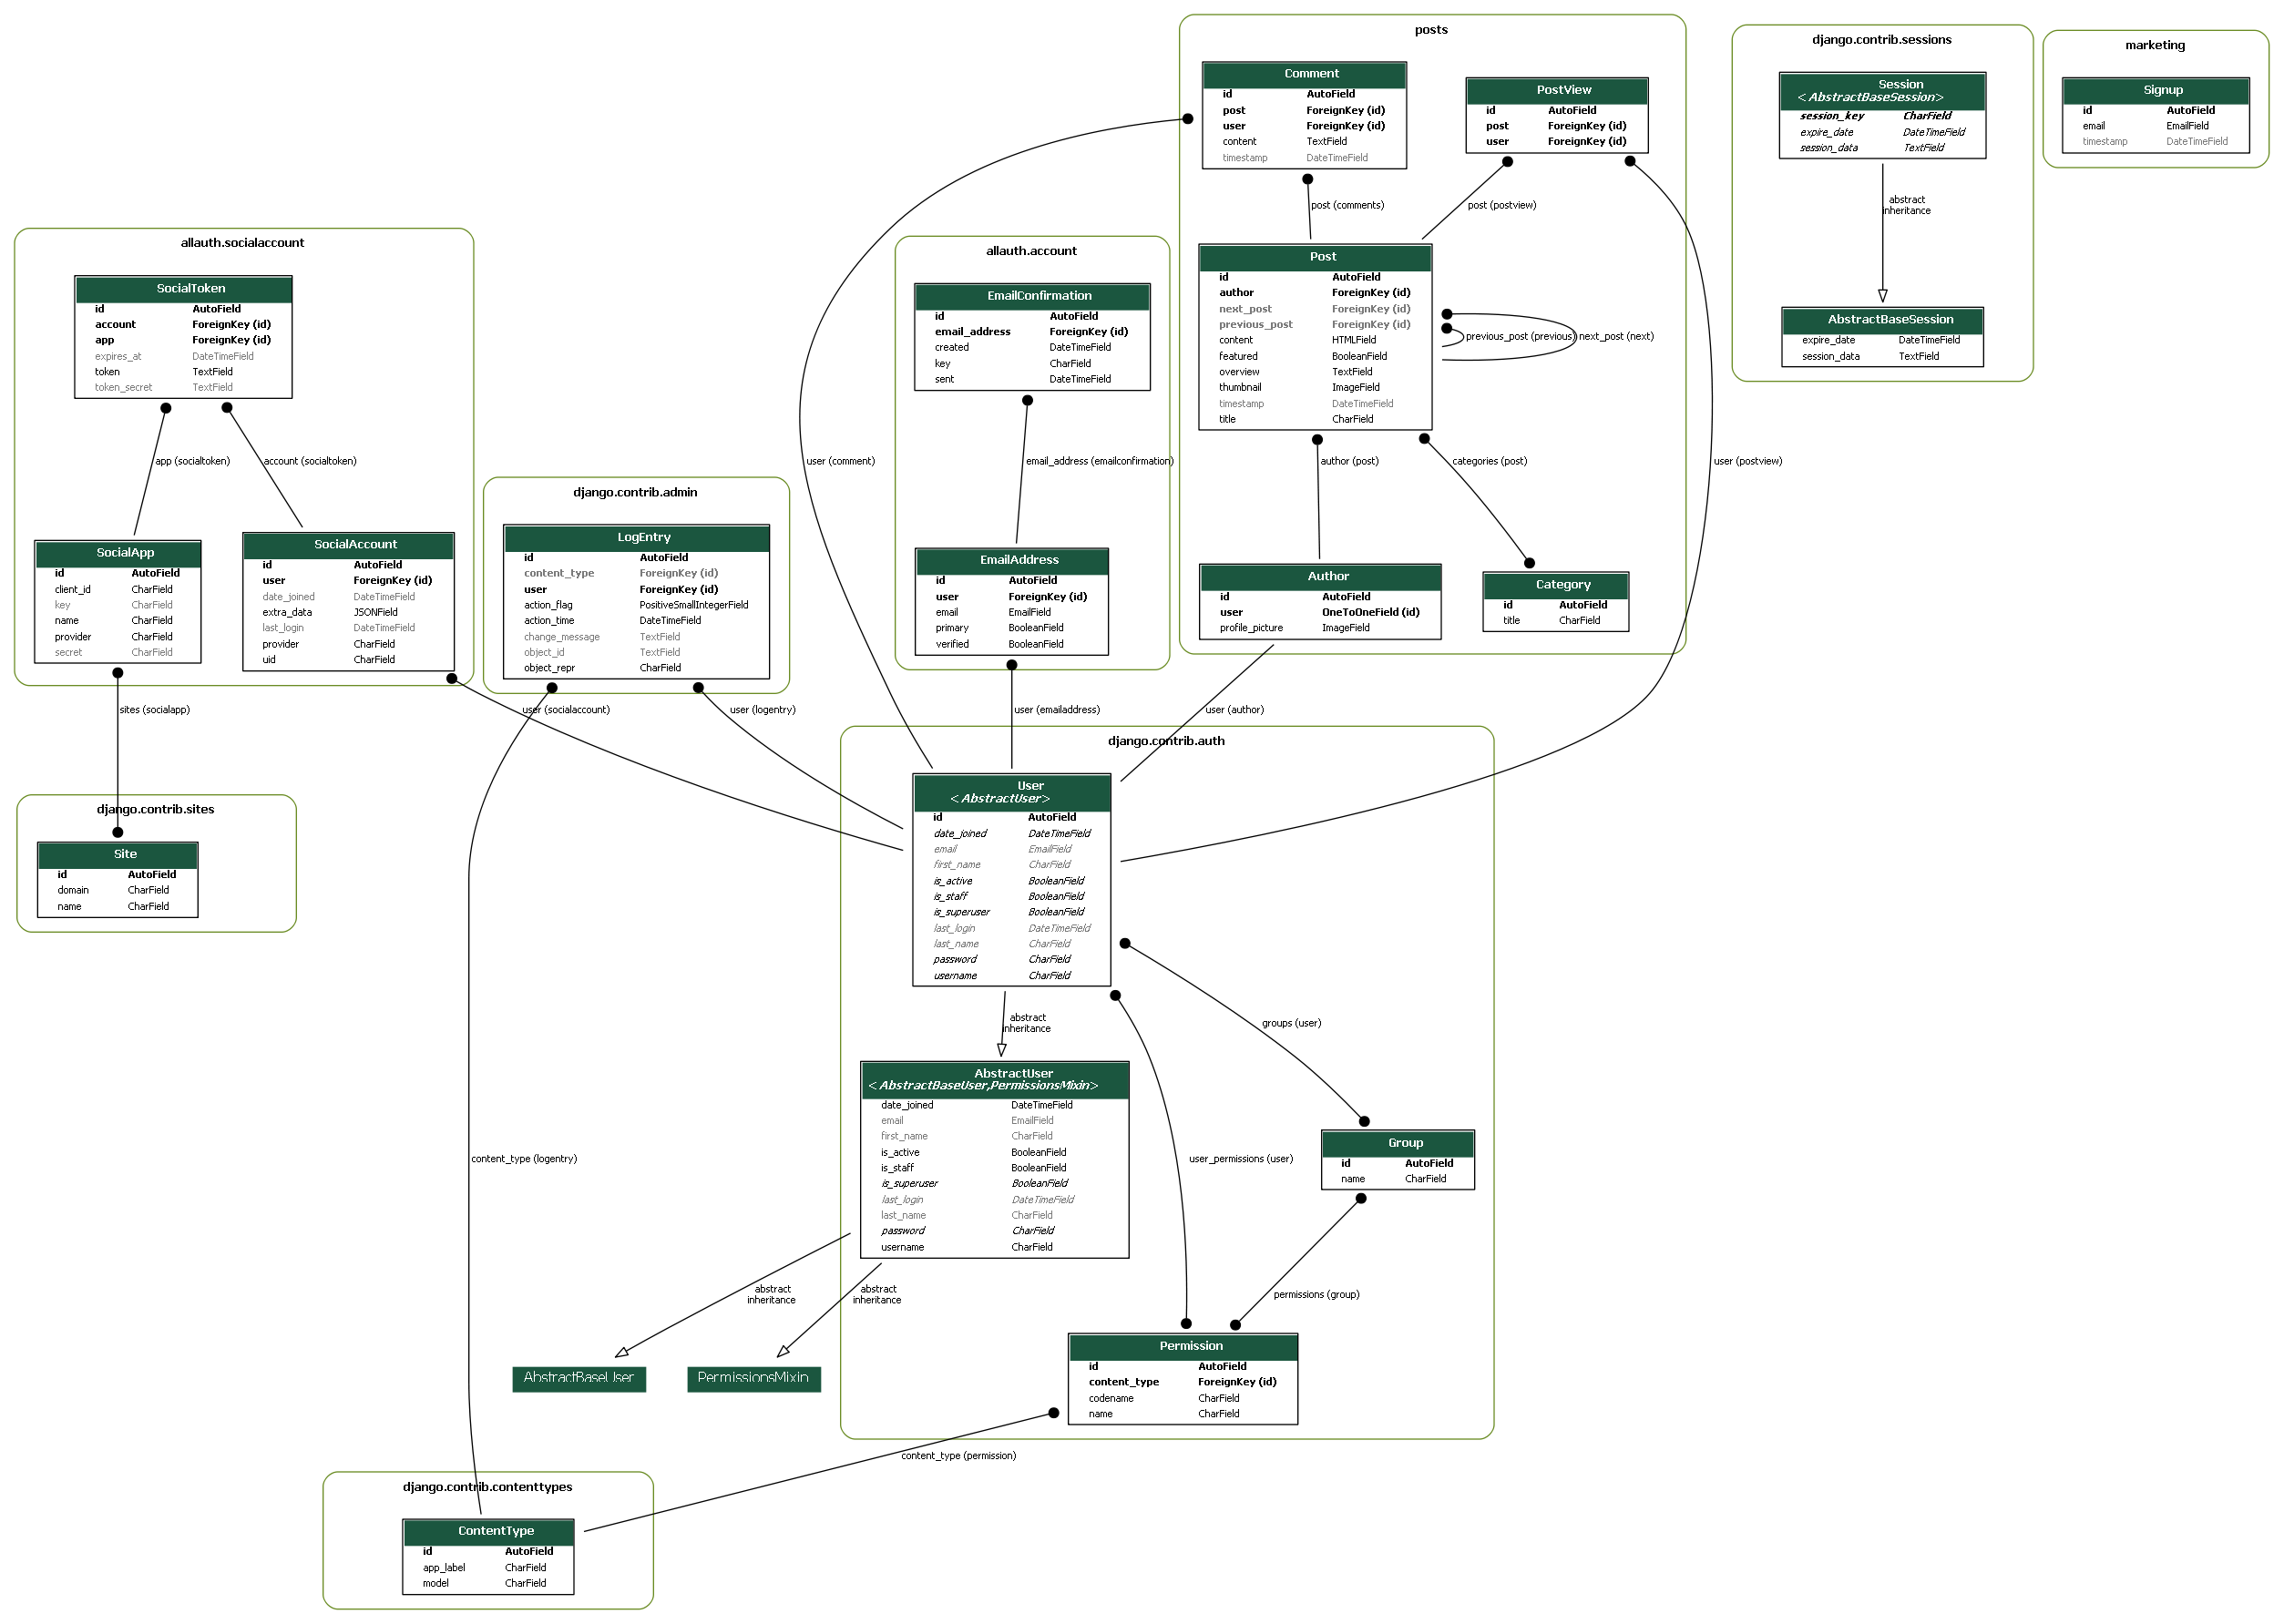 posts
Comment
id AutoField
post ForeignKey (id)
user ForeignKey (id)
content TextField
timestamp DateTimeField
PostView
id AutoField
post ForeignKey (id)
user ForeignKey (id)
post (comments)
post (postview)
Post
id AutoField
author ForeignKey (id)
next_post ForeignKey (id)
previous_post ForeignKey (id)
content HTMLField
featured BooleanField
overview TextField
thumbnail ImageField
timestamp DateTimeField
title CharField
previous_post (previous)
next_post (next)
author (post)
categories (post)
Author
id AutoField
user OneToOneField (id)
profile_picture ImageField
Category
id AutoField
title CharField
django.contrib.sessions
Session
<AbstractBaseSession>
session_key CharField
expire_date DateTimeField
session_data TextField
abstract
inheritance
AbstractBaseSession
expire_date DateTimeField
session_data TextField
marketing
Signup
id AutoField
email EmailField
timestamp DateTimeField
allauth.socialaccount
SocialToken
id AutoField
account ForeignKey (id)
app ForeignKey (id)
expires_at DateTimeField
token TextField
token_secret TextField
app (socialtoken)
account (socialtoken)
SocialApp
id AutoField
client_id CharField
key CharField
name CharField
provider CharField
secret CharField
SocialAccount
id AutoField
user ForeignKey (id)
date_joined DateTimeField
extra_data JSONField
last_login DateTimeField
provider CharField
uid CharField
django.contrib.admin
LogEntry
id AutoField
content_type ForeignKey (id)
user ForeignKey (id)
action_flag PositiveSmallIntegerField
action_time DateTimeField
change_message TextField
object_id TextField
object_repr CharField
allauth.account
EmailConfirmation
id AutoField
email_address ForeignKey (id)
created DateTimeField
key CharField
sent DateTimeField
email_address (emailconfirmation)
EmailAddress
id AutoField
user ForeignKey (id)
email EmailField
primary BooleanField
verified BooleanField
user (comment)
user (postview)
sites (socialapp)
user (socialaccount)
user (logentry)
user (emailaddress)
user (author)
django.contrib.sites
Site
id AutoField
domain CharField
name CharField
django.contrib.auth
User
<AbstractUser>
id AutoField
date_joined DateTimeField
email EmailField
first_name CharField
is_active BooleanField
is_staff BooleanField
is_superuser BooleanField
last_login DateTimeField
last_name CharField
password CharField
username CharField
abstract
inheritance
groups (user)
AbstractUser
<AbstractBaseUser,PermissionsMixin>
date_joined DateTimeField
email EmailField
first_name CharField
is_active BooleanField
is_staff BooleanField
is_superuser BooleanField
last_login DateTimeField
last_name CharField
password CharField
username CharField
user_permissions (user)
Group
id AutoField
name CharField
content_type (logentry)
abstract
inheritance
abstract
inheritance
permissions (group)
AbstractBaseUser
PermissionsMixin
Permission
id AutoField
content_type ForeignKey (id)
codename CharField
name CharField
content_type (permission)
django.contrib.contenttypes
ContentType
id AutoField
app_label CharField
model CharField